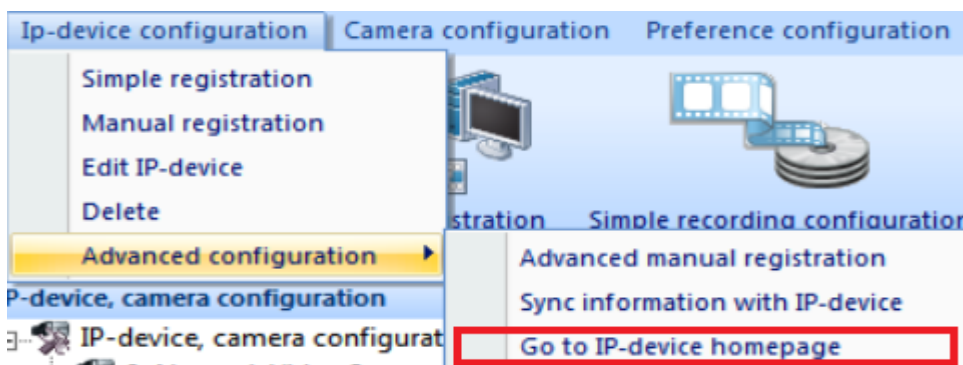 Ip-device configuration Camera configuration Preference configuration
Simple registration
Manual registration
Edit IP-device
Delete
stration Simple recording configuration
Advanced configuration
Advanced manual registration
P-device, camera configuration
Sync information with IP-device
IP-device, camera configurat
Go to IP-device homepage